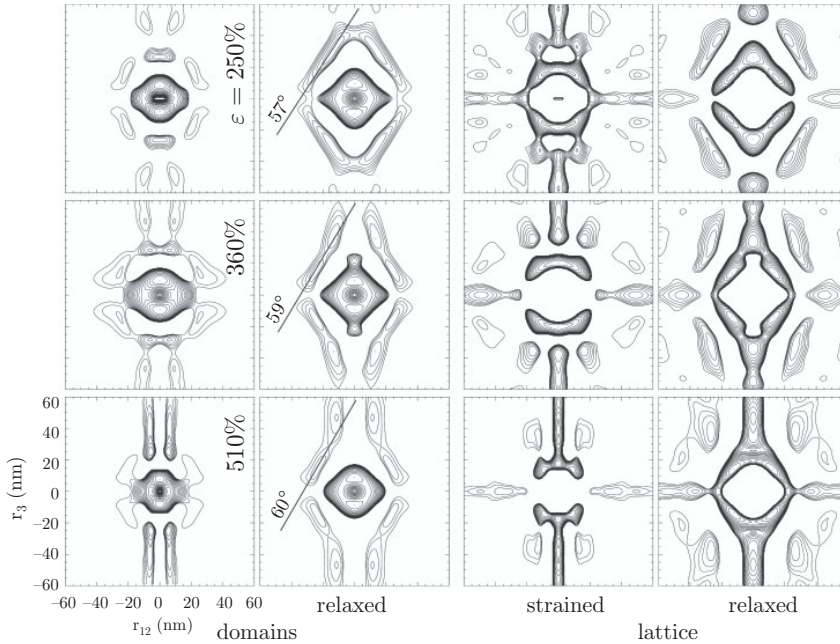 ε = 250%
57°
360%
59°
60
40
20
0
−20
−40
−60
r₃ (nm)
510%
60°
−60 −40 −20 0 20 40 60
r₁₂ (nm)
relaxed
strained
relaxed
domains
lattice